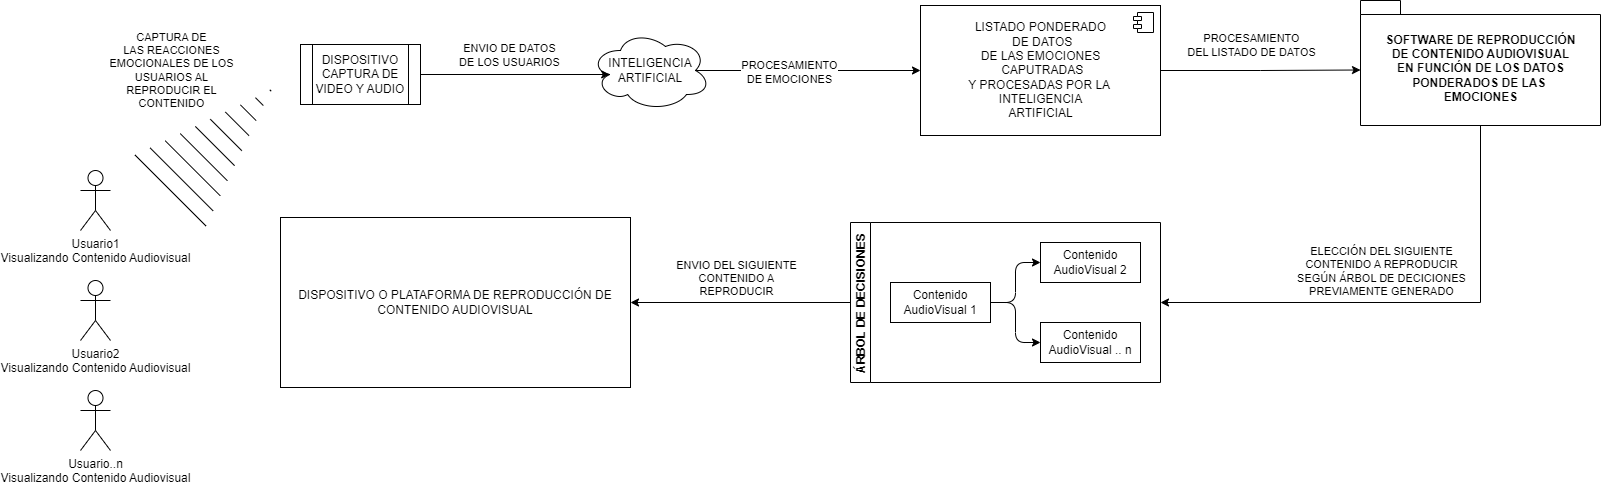 CAPTURA DE
LAS REACCIONES
EMOCIONALES DE LOS
USUARIOS AL
REPRODUCIR EL
CONTENIDO
DISPOSITIVO
CAPTURA DE
VIDEO Y AUDIO
ENVIO DE DATOS
DE LOS USUARIOS
INTELIGENCIA
ARTIFICIAL
PROCESAMIENTO
DE EMOCIONES
LISTADO PONDERADO
DE DATOS
DE LAS EMOCIONES
CAPUTRADAS
Y PROCESADAS POR LA
INTELIGENCIA
ARTIFICIAL
PROCESAMIENTO
DEL LISTADO DE DATOS
SOFTWARE DE REPRODUCCIÓN
DE CONTENIDO AUDIOVISUAL
EN FUNCIÓN DE LOS DATOS
PONDERADOS DE LAS
EMOCIONES
ELECCIÓN DEL SIGUIENTE
CONTENIDO A REPRODUCIR
SEGÚN ÁRBOL DE DECICIONES
PREVIAMENTE GENERADO
ÁRBOL DE DECISIONES
Contenido
AudioVisual 1
Contenido
AudioVisual 2
Contenido
AudioVisual .. n
ENVIO DEL SIGUIENTE
CONTENIDO A
REPRODUCIR
DISPOSITIVO O PLATAFORMA DE REPRODUCCIÓN DE
CONTENIDO AUDIOVISUAL
Usuario1
Visualizando Contenido Audiovisual
Usuario2
Visualizando Contenido Audiovisual
Usuario..n
Visualizando Contenido Audiovisual